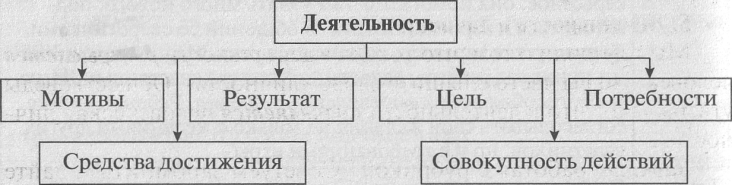 Деятельность
Мотивы Результат Цель Потребности
Средства достижения Совокупность действий